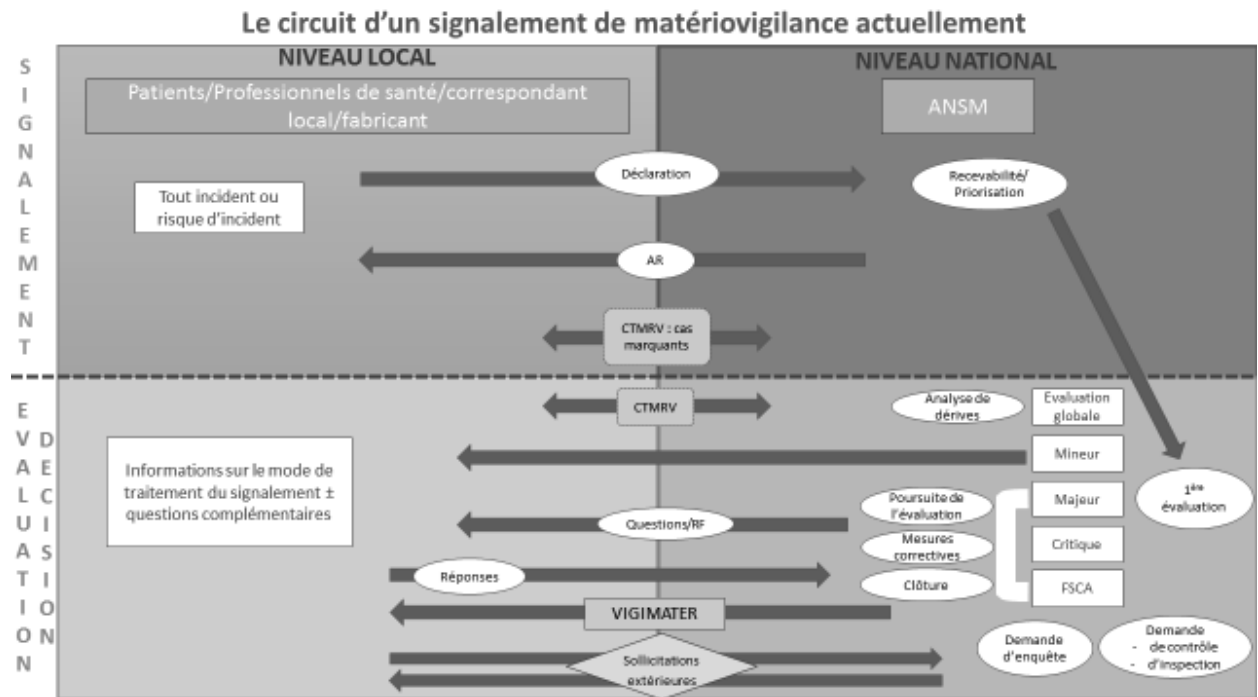 Le circuit d'un signalement de matériovigilance actuellement
NIVEAU LOCAL
NIVEAU NATIONAL
SIGNALEMENT
Patients/Professionnels de santé/correspondant
local/fabricant
ANSM
Déclaration
Recevabilité/
Priorisation
Tout incident ou
risque d'incident
AR
CTMRV : cas
marquants
EVALUATION
DECISION
CTMRV
Analyse de
dérives
Evaluation
globale
Mineur
Informations sur le mode de
traitement du signalement ±
questions complémentaires
Poursuite de
l'évaluation
Majeur
1ère
évaluation
Questions/RF
Mesures
correctives
Critique
Réponses
Clôture
FSCA
VIGIMATER
Sollicitations
extérieures
Demande
d'enquête
Demande
- de contrôle
- d'inspection